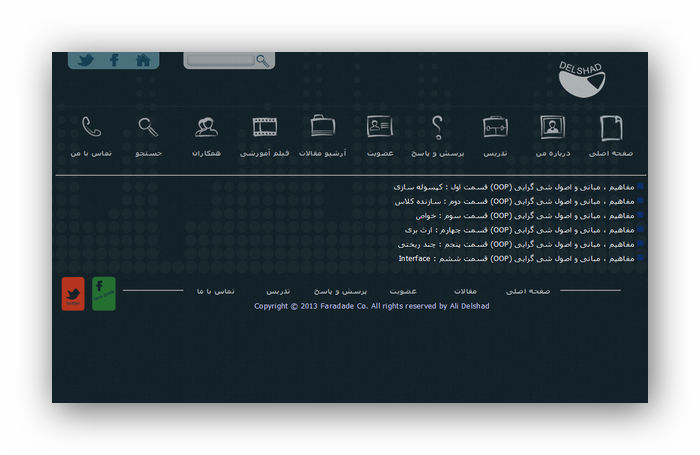 DELSHAD
صفحه اصلی درباره من تدریس پرسش و پاسخ عضویت آرشیو مقالات فیلم آموزشی همکاران جستجو تماس با من
مفاهیم ، مبانی و اصول شی گرایی (OOP) قسمت اول : کپسوله سازی
مفاهیم ، مبانی و اصول شی گرایی (OOP) قسمت دوم : سازنده کلاس
مفاهیم ، مبانی و اصول شی گرایی (OOP) قسمت سوم : خواص
مفاهیم ، مبانی و اصول شی گرایی (OOP) قسمت چهارم : ارث بری
مفاهیم ، مبانی و اصول شی گرایی (OOP) قسمت پنجم : چند ریختی
مفاهیم ، مبانی و اصول شی گرایی (OOP) قسمت ششم : Interface
صفحه اصلی مقالات عضویت پرسش و پاسخ تدریس تماس با ما
Copyright © 2013 Faradade Co. All rights reserved by Ali Delshad